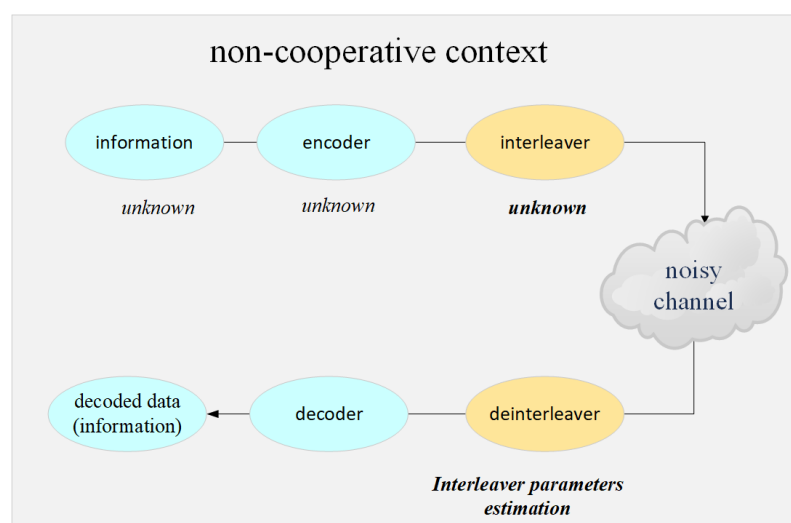 non-cooperative context
information
encoder
interleaver
unknown
unknown
unknown
noisy
channel
decoded data
(information)
decoder
deinterleaver
Interleaver parameters
estimation